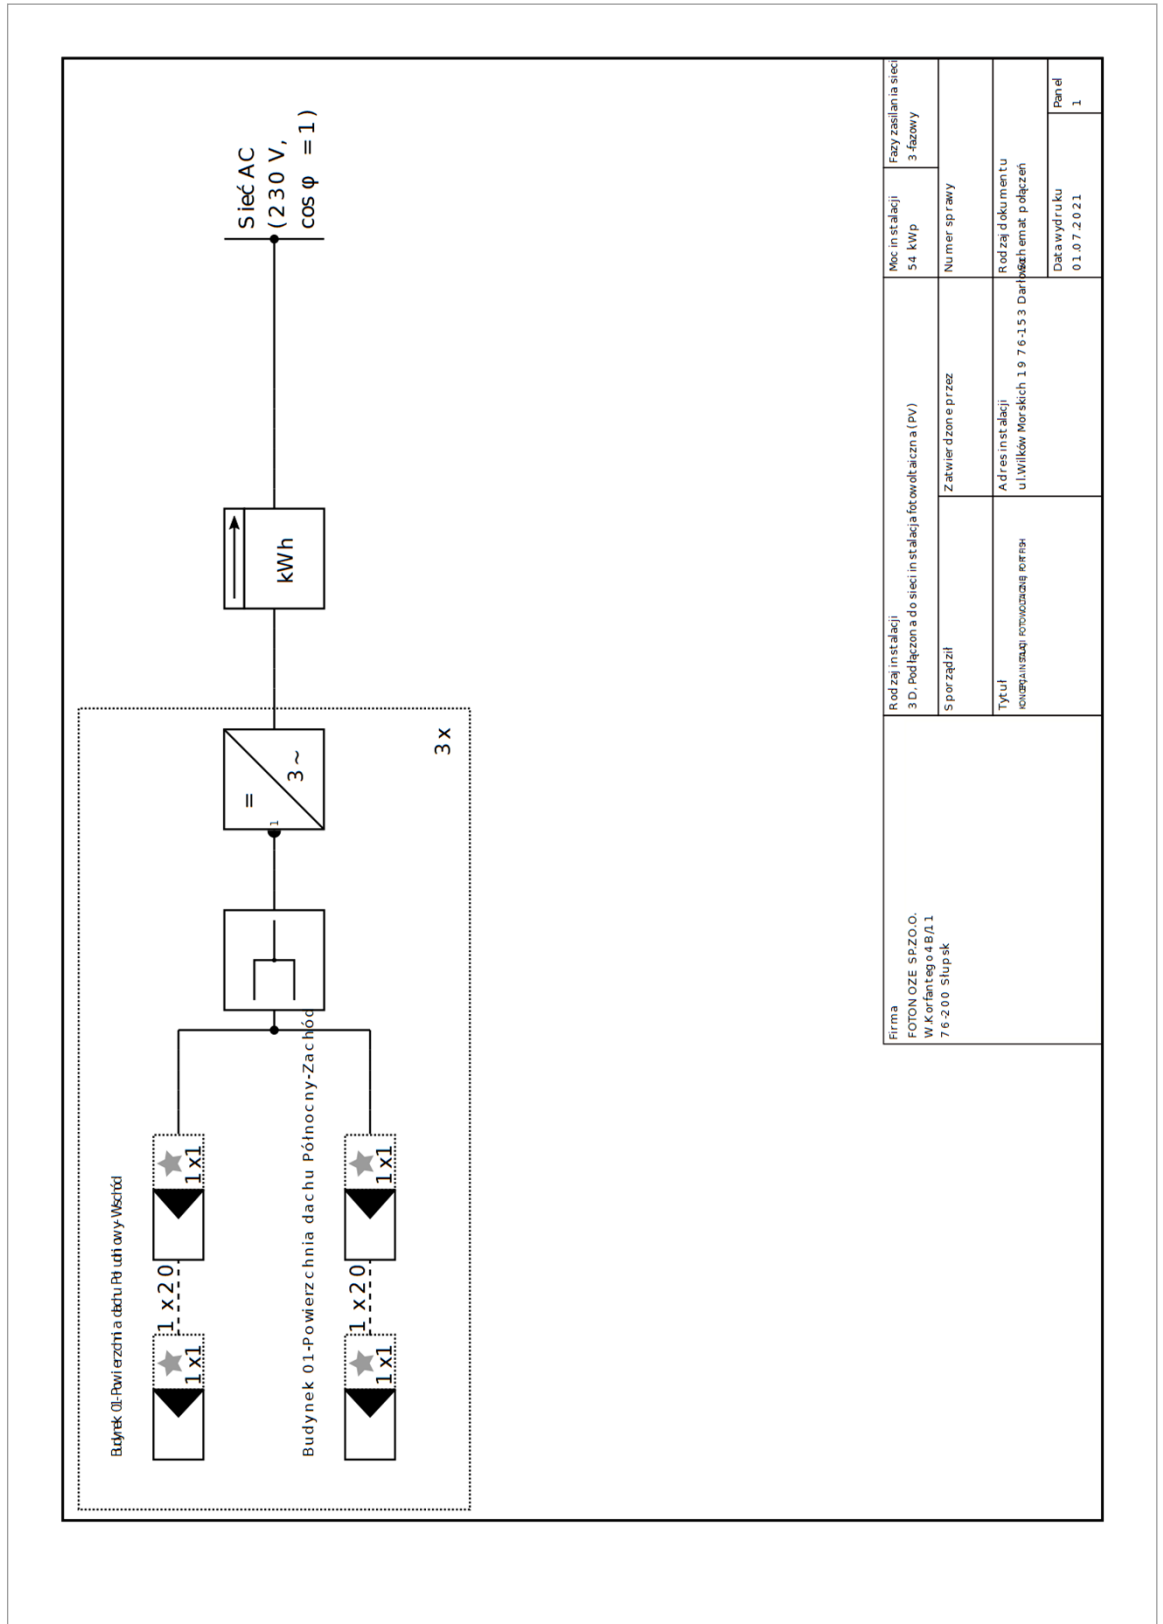 Budynek 01-Powierzchnia dachu Południowy-Wschód
1x1
1x20
1x1
Budynek 01-Powierzchnia dachu Północny-Zachód
1x1
1x20
1x1
1
=
3~
3x
kWh
Sieć AC
(230 V,
cos φ = 1)
Firma
FOTON OZE SP.ZO.O.
W.Korfantego 4B/11
76-200 Słupsk
Rodzaj instalacji
3D, Podłączona do sieci instalacja fotowoltaiczna (PV)
Moc instalacji
54 kWp
Fazy zasilania sieci
3-fazowy
Sporządził
Zatwierdzone przez
Numer sprawy
Tytuł
FOTOWOLTAICZNEJ
Adres instalacji
ul.Wilków Morskich 19 76-153 Darłowo
Rodzaj dokumentu
Schemat połączeń
Data wydruku
01.07.2021
Panel
1